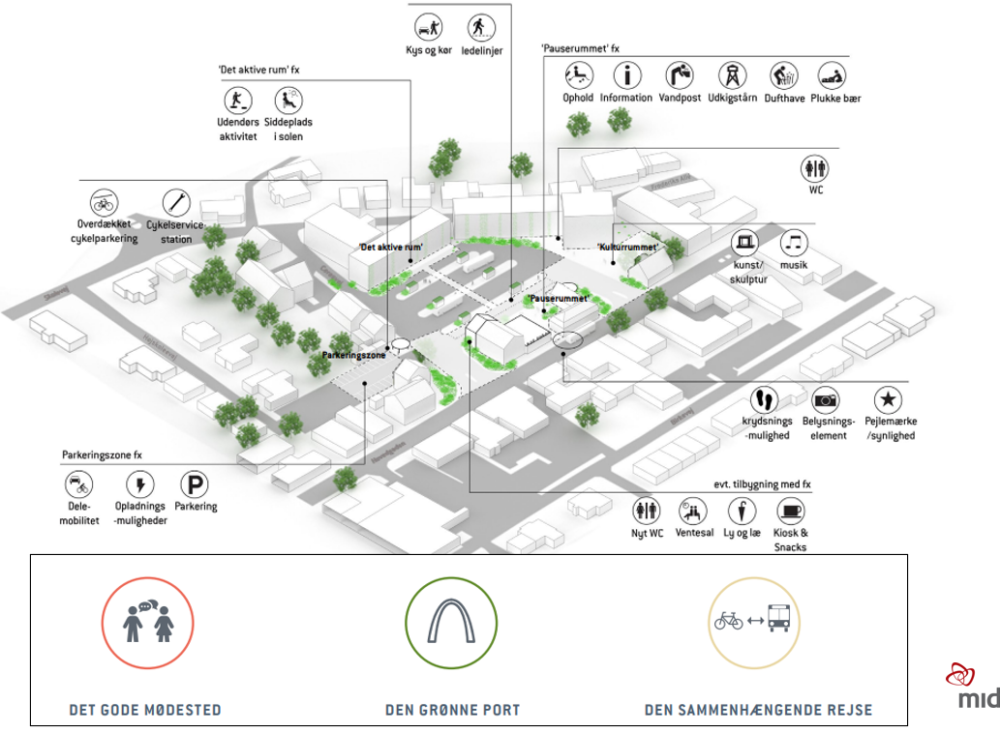 Kys og kør
ledelinjer
'Pauserummet' fx
Ophold
Information
Vandpost
Udkigstårn
Dufthave
Plukke bær
'Det aktive rum' fx
Udendørs
aktivitet
Siddeplads
i solen
WC
Frederiks Allé
Overdækket
cykelparkering
Cykelservice-
station
'Det aktive rum'
'Kulturrummet'
kunst/
skulptur
musik
'Pauserummet'
Parkeringszone
krydsnings
-mulighed
Belysnings-
element
Pejlemærke
/synlighed
Parkeringszone fx
Dele-
mobilitet
Opladnings
-muligheder
P
Parkering
evt. tilbygning med fx
Nyt WC
Ventesal
Ly og læ
Kiosk &
Snacks
DET GODE MØDESTED
DEN GRØNNE PORT
DEN SAMMENHÆNGENDE REJSE
mid